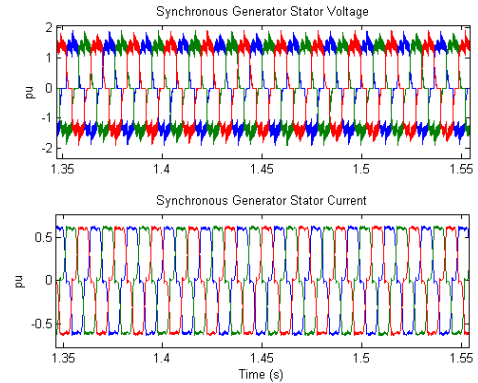 Synchronous Generator Stator Voltage
2
1
0
-1
-2
pu
1.35 1.4 1.45 1.5 1.55
Synchronous Generator Stator Current
0.5
0
-0.5
pu
1.35 1.4 1.45 1.5 1.55
Time (s)